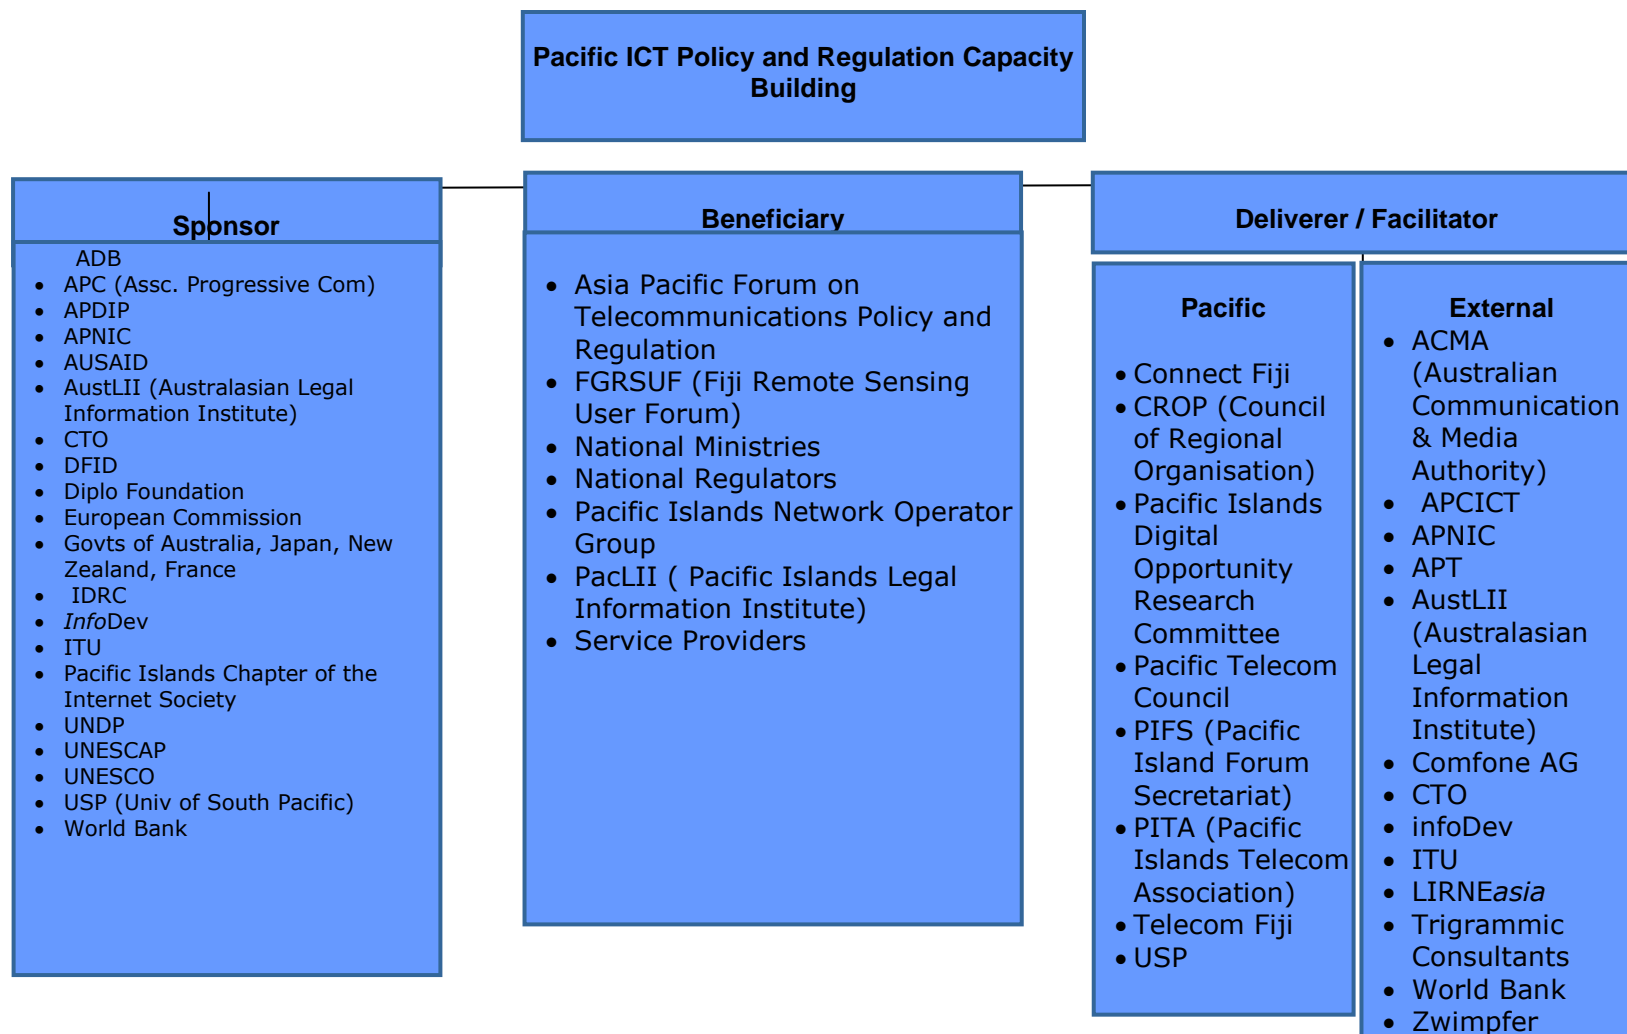 Pacific ICT Policy and Regulation Capacity
Building
Sponsor
ADB
• APC (Assc. Progressive Com)
• APDIP
• APNIC
• AUSAID
• AustLII (Australasian Legal
Information Institute)
• CTO
• DFID
• Diplo Foundation
• European Commission
• Govts of Australia, Japan, New
Zealand, France
• IDRC
• InfoDev
• ITU
• Pacific Islands Chapter of the
Internet Society
• UNDP
• UNESCAP
• UNESCO
• USP (Univ of South Pacific)
• World Bank
Beneficiary
• Asia Pacific Forum on
Telecommunications Policy and
Regulation
• FGRSUF (Fiji Remote Sensing
User Forum)
• National Ministries
• National Regulators
• Pacific Islands Network Operator
Group
• PacLII ( Pacific Islands Legal
Information Institute)
• Service Providers
Deliverer / Facilitator
Pacific
• Connect Fiji
• CROP (Council
of Regional
Organisation)
• Pacific Islands
Digital
Opportunity
Research
Committee
• Pacific Telecom
Council
• PIFS (Pacific
Island Forum
Secretariat)
• PITA (Pacific
Islands Telecom
Association)
• Telecom Fiji
• USP
External
• ACMA
(Australian
Communication
& Media
Authority)
• APCICT
• APNIC
• APT
• AustLII
(Australasian
Legal
Information
Institute)
• Comfone AG
• CTO
• infoDev
• ITU
• LIRNEasia
• Trigrammic
Consultants
• World Bank
• Zwimpfer